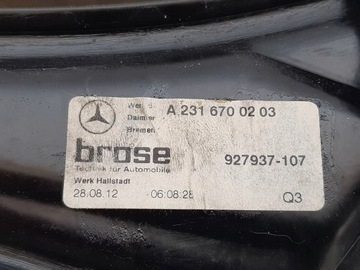 A 231 670 02 03
Daimler
Bremen
brose
927937-107
Technik für Automobile
Werk Hallstadt
28.08.12 06:08:28 Q3